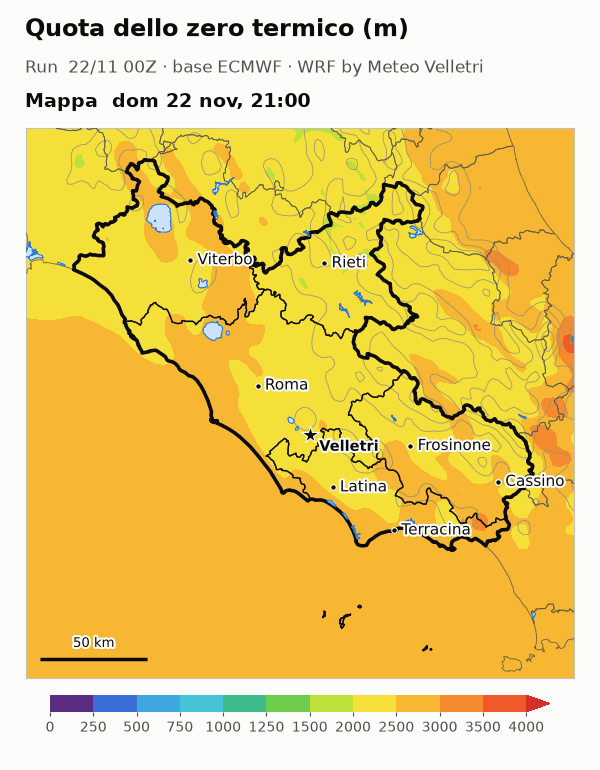 Quota dello zero termico (m)
Run  22/11 00Z · base ECMWF · WRF by Meteo Velletri
Mappa  dom 22 nov, 21:00
Viterbo
Rieti
Roma
Velletri
Frosinone
Latina
Cassino
Terracina
50 km
0 250 500 750 1000 1250 1500 2000 2500 3000 3500 4000